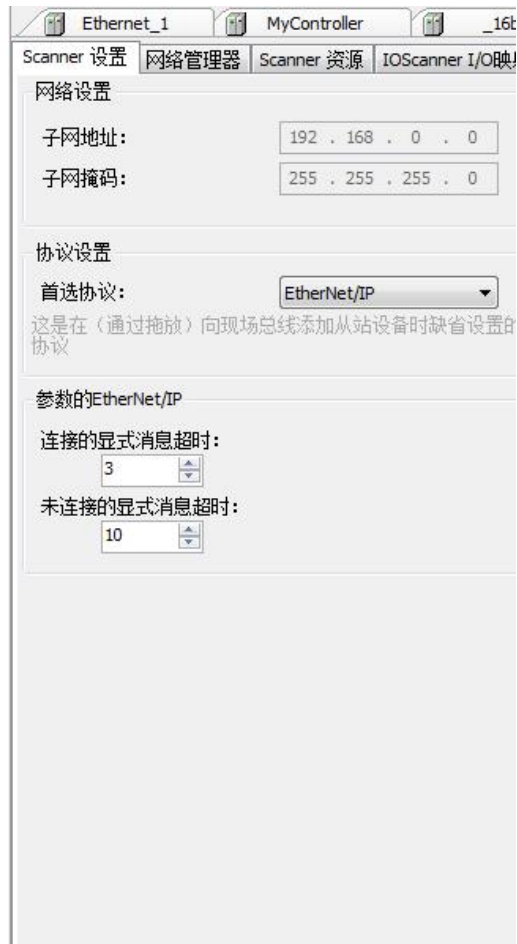 Ethernet_1 MyController _16b
Scanner 设置 网络管理器 Scanner 资源 IOScanner I/O映
网络设置
子网地址: 192 . 168 . 0 . 0
子网掩码: 255 . 255 . 255 . 0
协议设置
首选协议: EtherNet/IP
这是在（通过拖放）向现场总线添加从站设备时缺省设置的
协议
参数的EtherNet/IP
连接的显式消息超时:
3
未连接的显式消息超时:
10